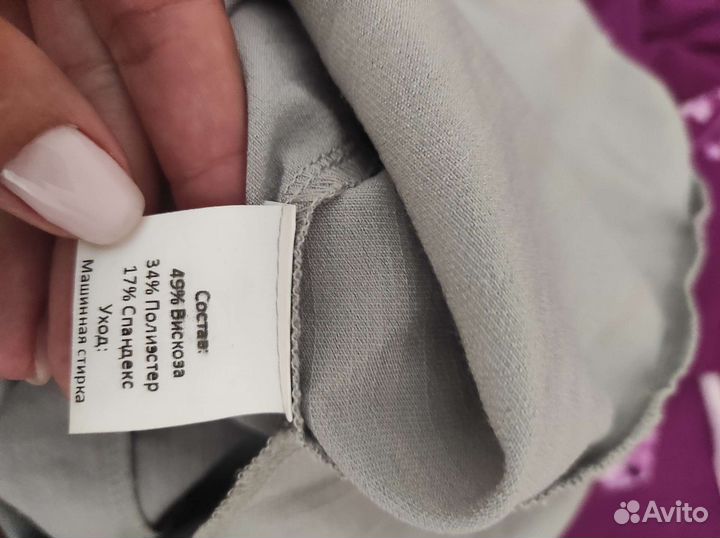 Состав:
49% Вискоза
34% Полиэстер
17% Спандекс
Уход:
Машинная стирка
Avito